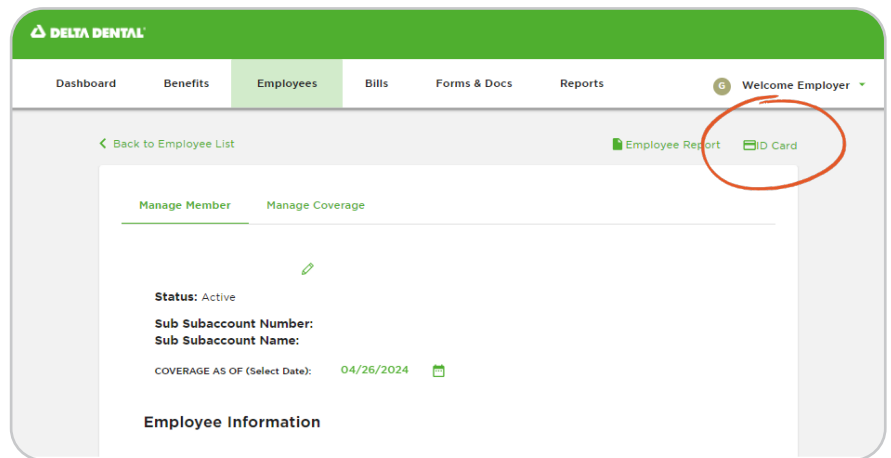 DELTA DENTAL
Dashboard Benefits Employees Bills Forms & Docs Reports G Welcome Employer
Back to Employee List Employee Report ID Card
Manage Member Manage Coverage
Status: Active
Sub Subaccount Number:
Sub Subaccount Name:
COVERAGE AS OF (Select Date): 04/26/2024
Employee Information